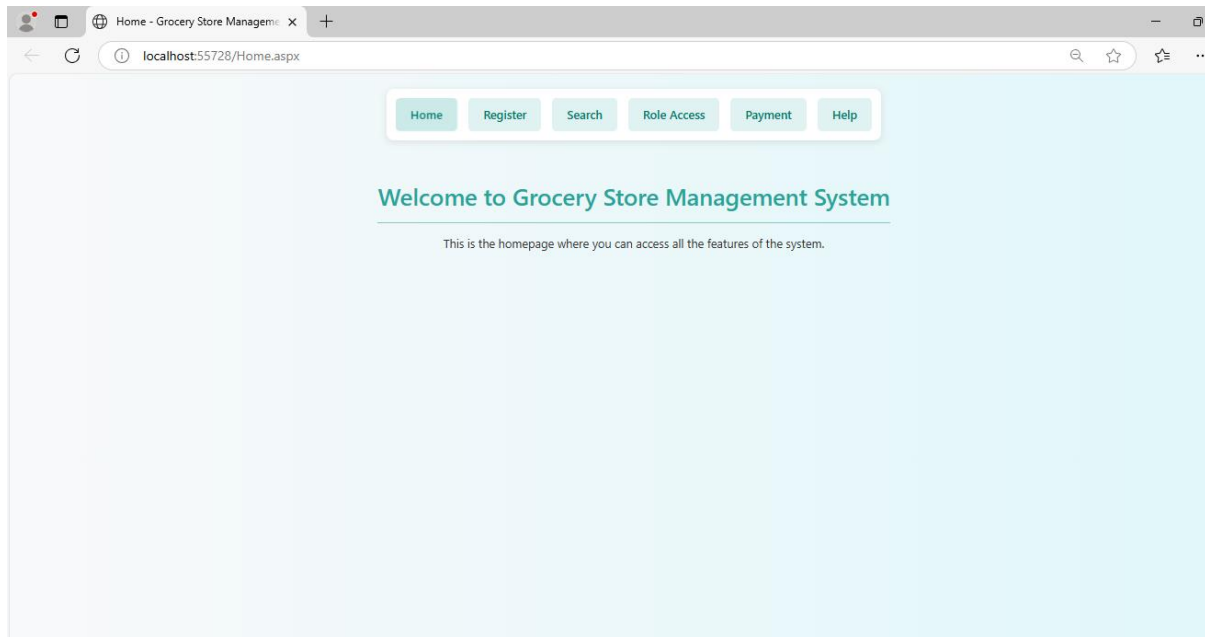 Home - Grocery Store Manageme
localhost:55728/Home.aspx
Home Register Search Role Access Payment Help
Welcome to Grocery Store Management System
This is the homepage where you can access all the features of the system.